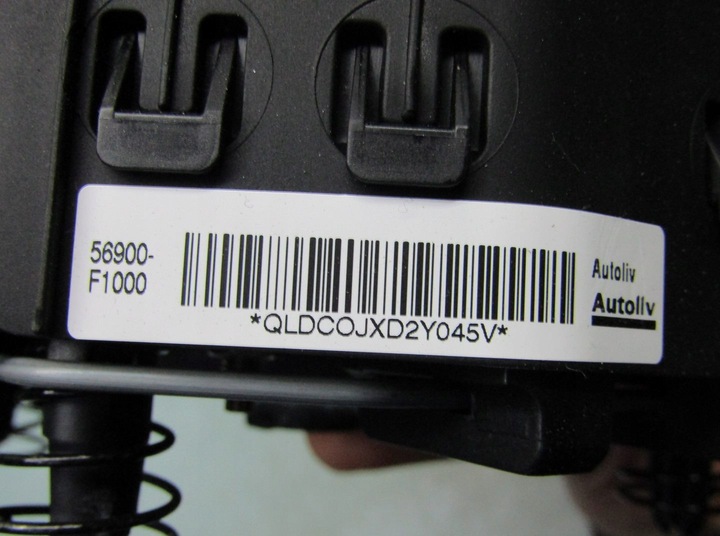 56900-
F1000
*QLDCOJXD2Y045V*
Autoliv
Autoliv